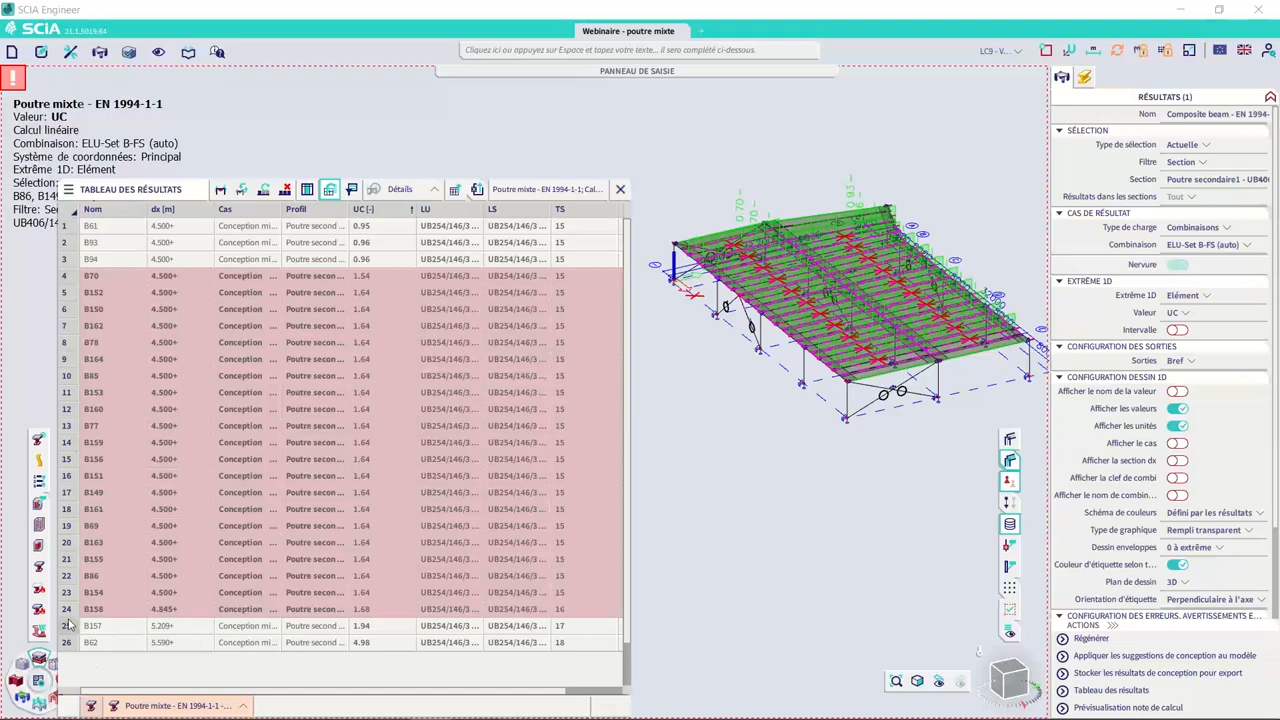 SCIA Engineer
SCIA 21.1.5019.64
Webinaire - poutre mixte
Cliquez ici ou appuyez sur Espace et tapez votre texte... il sera complété ci-dessous.
LC9 - V...
PANNEAU DE SAISIE
Poutre mixte - EN 1994-1-1
Valeur: UC
Calcul linéaire
Combinaison: ELU-Set B-FS (auto)
Système de coordonnées: Principal
Extrême 1D: Elément
Sélection
B86, B14
Filtre: Se
UB406/1
TABLEAU DES RÉSULTATS
Détails
Poutre mixte - EN 1994-1-1; Cal...
Nom dx [m] Cas Profil UC [-] LU LS TS
1 B61 4.500+ Conception mi... Poutre second ... 0.95 UB254/146/3 ... UB254/146/3 ... 15
2 B93 4.500+ Conception mi... Poutre second ... 0.96 UB254/146/3 ... UB254/146/3 ... 15
3 B94 4.500+ Conception mi... Poutre second ... 0.96 UB254/146/3 ... UB254/146/3 ... 15
4 B70 4.500+ Conception ... Poutre secon ... 1.54 UB254/146/3 ... UB254/146/3 ... 15
5 B152 4.500+ Conception ... Poutre secon ... 1.64 UB254/146/3 ... UB254/146/3 ... 15
6 B150 4.500+ Conception ... Poutre secon ... 1.64 UB254/146/3 ... UB254/146/3 ... 15
7 B162 4.500+ Conception ... Poutre secon ... 1.64 UB254/146/3 ... UB254/146/3 ... 15
8 B78 4.500+ Conception ... Poutre secon ... 1.64 UB254/146/3 ... UB254/146/3 ... 15
9 B164 4.500+ Conception ... Poutre secon ... 1.64 UB254/146/3 ... UB254/146/3 ... 15
10 B85 4.500+ Conception ... Poutre secon ... 1.64 UB254/146/3 ... UB254/146/3 ... 15
11 B153 4.500+ Conception ... Poutre secon ... 1.64 UB254/146/3 ... UB254/146/3 ... 15
12 B160 4.500+ Conception ... Poutre secon ... 1.64 UB254/146/3 ... UB254/146/3 ... 15
13 B77 4.500+ Conception ... Poutre secon ... 1.64 UB254/146/3 ... UB254/146/3 ... 15
14 B159 4.500+ Conception ... Poutre secon ... 1.64 UB254/146/3 ... UB254/146/3 ... 15
15 B156 4.500+ Conception ... Poutre secon ... 1.64 UB254/146/3 ... UB254/146/3 ... 15
16 B151 4.500+ Conception ... Poutre secon ... 1.64 UB254/146/3 ... UB254/146/3 ... 15
17 B149 4.500+ Conception ... Poutre secon ... 1.64 UB254/146/3 ... UB254/146/3 ... 15
18 B161 4.500+ Conception ... Poutre secon ... 1.64 UB254/146/3 ... UB254/146/3 ... 15
19 B69 4.500+ Conception ... Poutre secon ... 1.64 UB254/146/3 ... UB254/146/3 ... 15
20 B163 4.500+ Conception ... Poutre secon ... 1.64 UB254/146/3 ... UB254/146/3 ... 15
21 B155 4.500+ Conception ... Poutre secon ... 1.64 UB254/146/3 ... UB254/146/3 ... 15
22 B86 4.500+ Conception ... Poutre secon ... 1.64 UB254/146/3 ... UB254/146/3 ... 15
23 B154 4.500+ Conception ... Poutre secon ... 1.64 UB254/146/3 ... UB254/146/3 ... 15
24 B158 4.845+ Conception ... Poutre secon ... 1.68 UB254/146/3 ... UB254/146/3 ... 16
B157 5.209+ Conception mi... Poutre second ... 1.94 UB254/146/3 ... UB254/146/3 ... 17
26 B62 5.590+ Conception mi... Poutre second ... 4.98 UB254/146/3 ... UB254/146/3 ... 18
Poutre mixte - EN 1994-1-1 -...
0.70
0.70
0.93
RÉSULTATS (1)
Nom Composite beam - EN 1994-
SÉLECTION
Type de sélection Actuelle
Filtre Section
Section Poutre secondaire1 - UB406
Résultats dans les sections Tout
CAS DE RÉSULTAT
Type de charge Combinaisons
Combinaison ELU-Set B-FS (auto)
Nervure
EXTRÊME 1D
Extrême 1D Elément
Valeur UC
Intervalle
CONFIGURATION DES SORTIES
Sorties Bref
CONFIGURATION DESSIN 1D
Afficher le nom de la valeur
Afficher les valeurs
Afficher les unités
Afficher le cas
Afficher la section dx
Afficher la clef de combi
Afficher le nom de combin...
Schéma de couleurs Défini par les résultats
Type de graphique Rempli transparent
Dessin enveloppes 0 à extrême
Couleur d'étiquette selon t...
Plan de dessin 3D
Orientation d'étiquette Perpendiculaire à l'axe
CONFIGURATION DES ERREURS, AVERTISSEMENTS E...
ACTIONS >>
Régénérer
Appliquer les suggestions de conception au modèle
Stocker les résultats de conception pour export
Tableau des résultats
Prévisualisation note de calcul